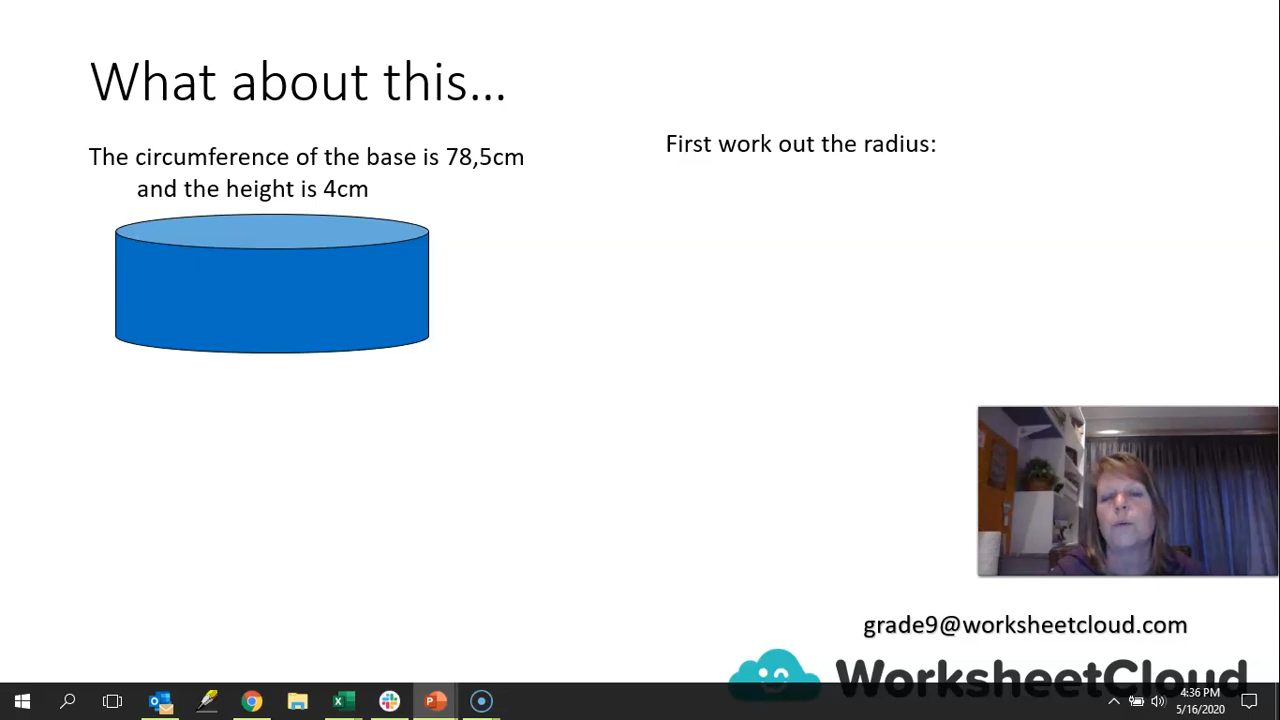 What about this...
The circumference of the base is 78,5cm
and the height is 4cm
First work out the radius:
grade9@worksheetcloud.com
WorksheetCloud
4:36 PM
5/16/2020